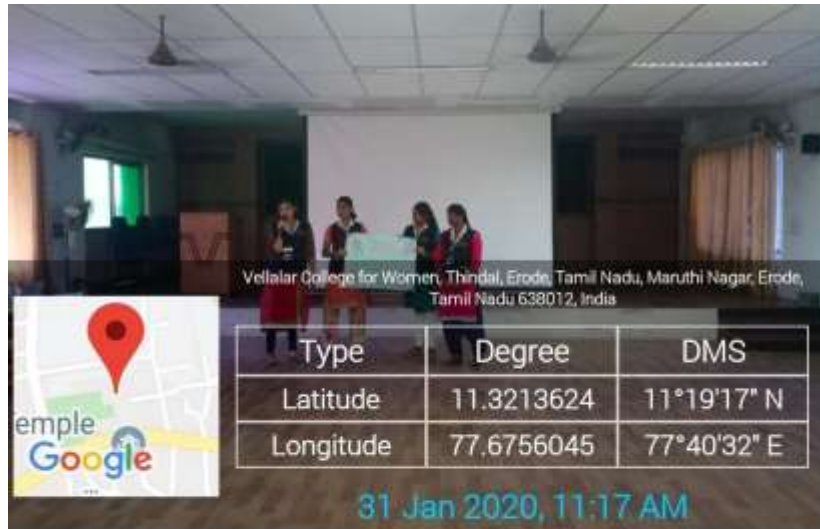 Vellalar College for Women, Thindal, Erode, Tamil Nadu, Maruthi Nagar, Erode,
Tamil Nadu 638012, India
Type Degree DMS
Latitude 11.3213624 11°19'17" N
Longitude 77.6756045 77°40'32" E
emple
Google
31 Jan 2020, 11:17 AM